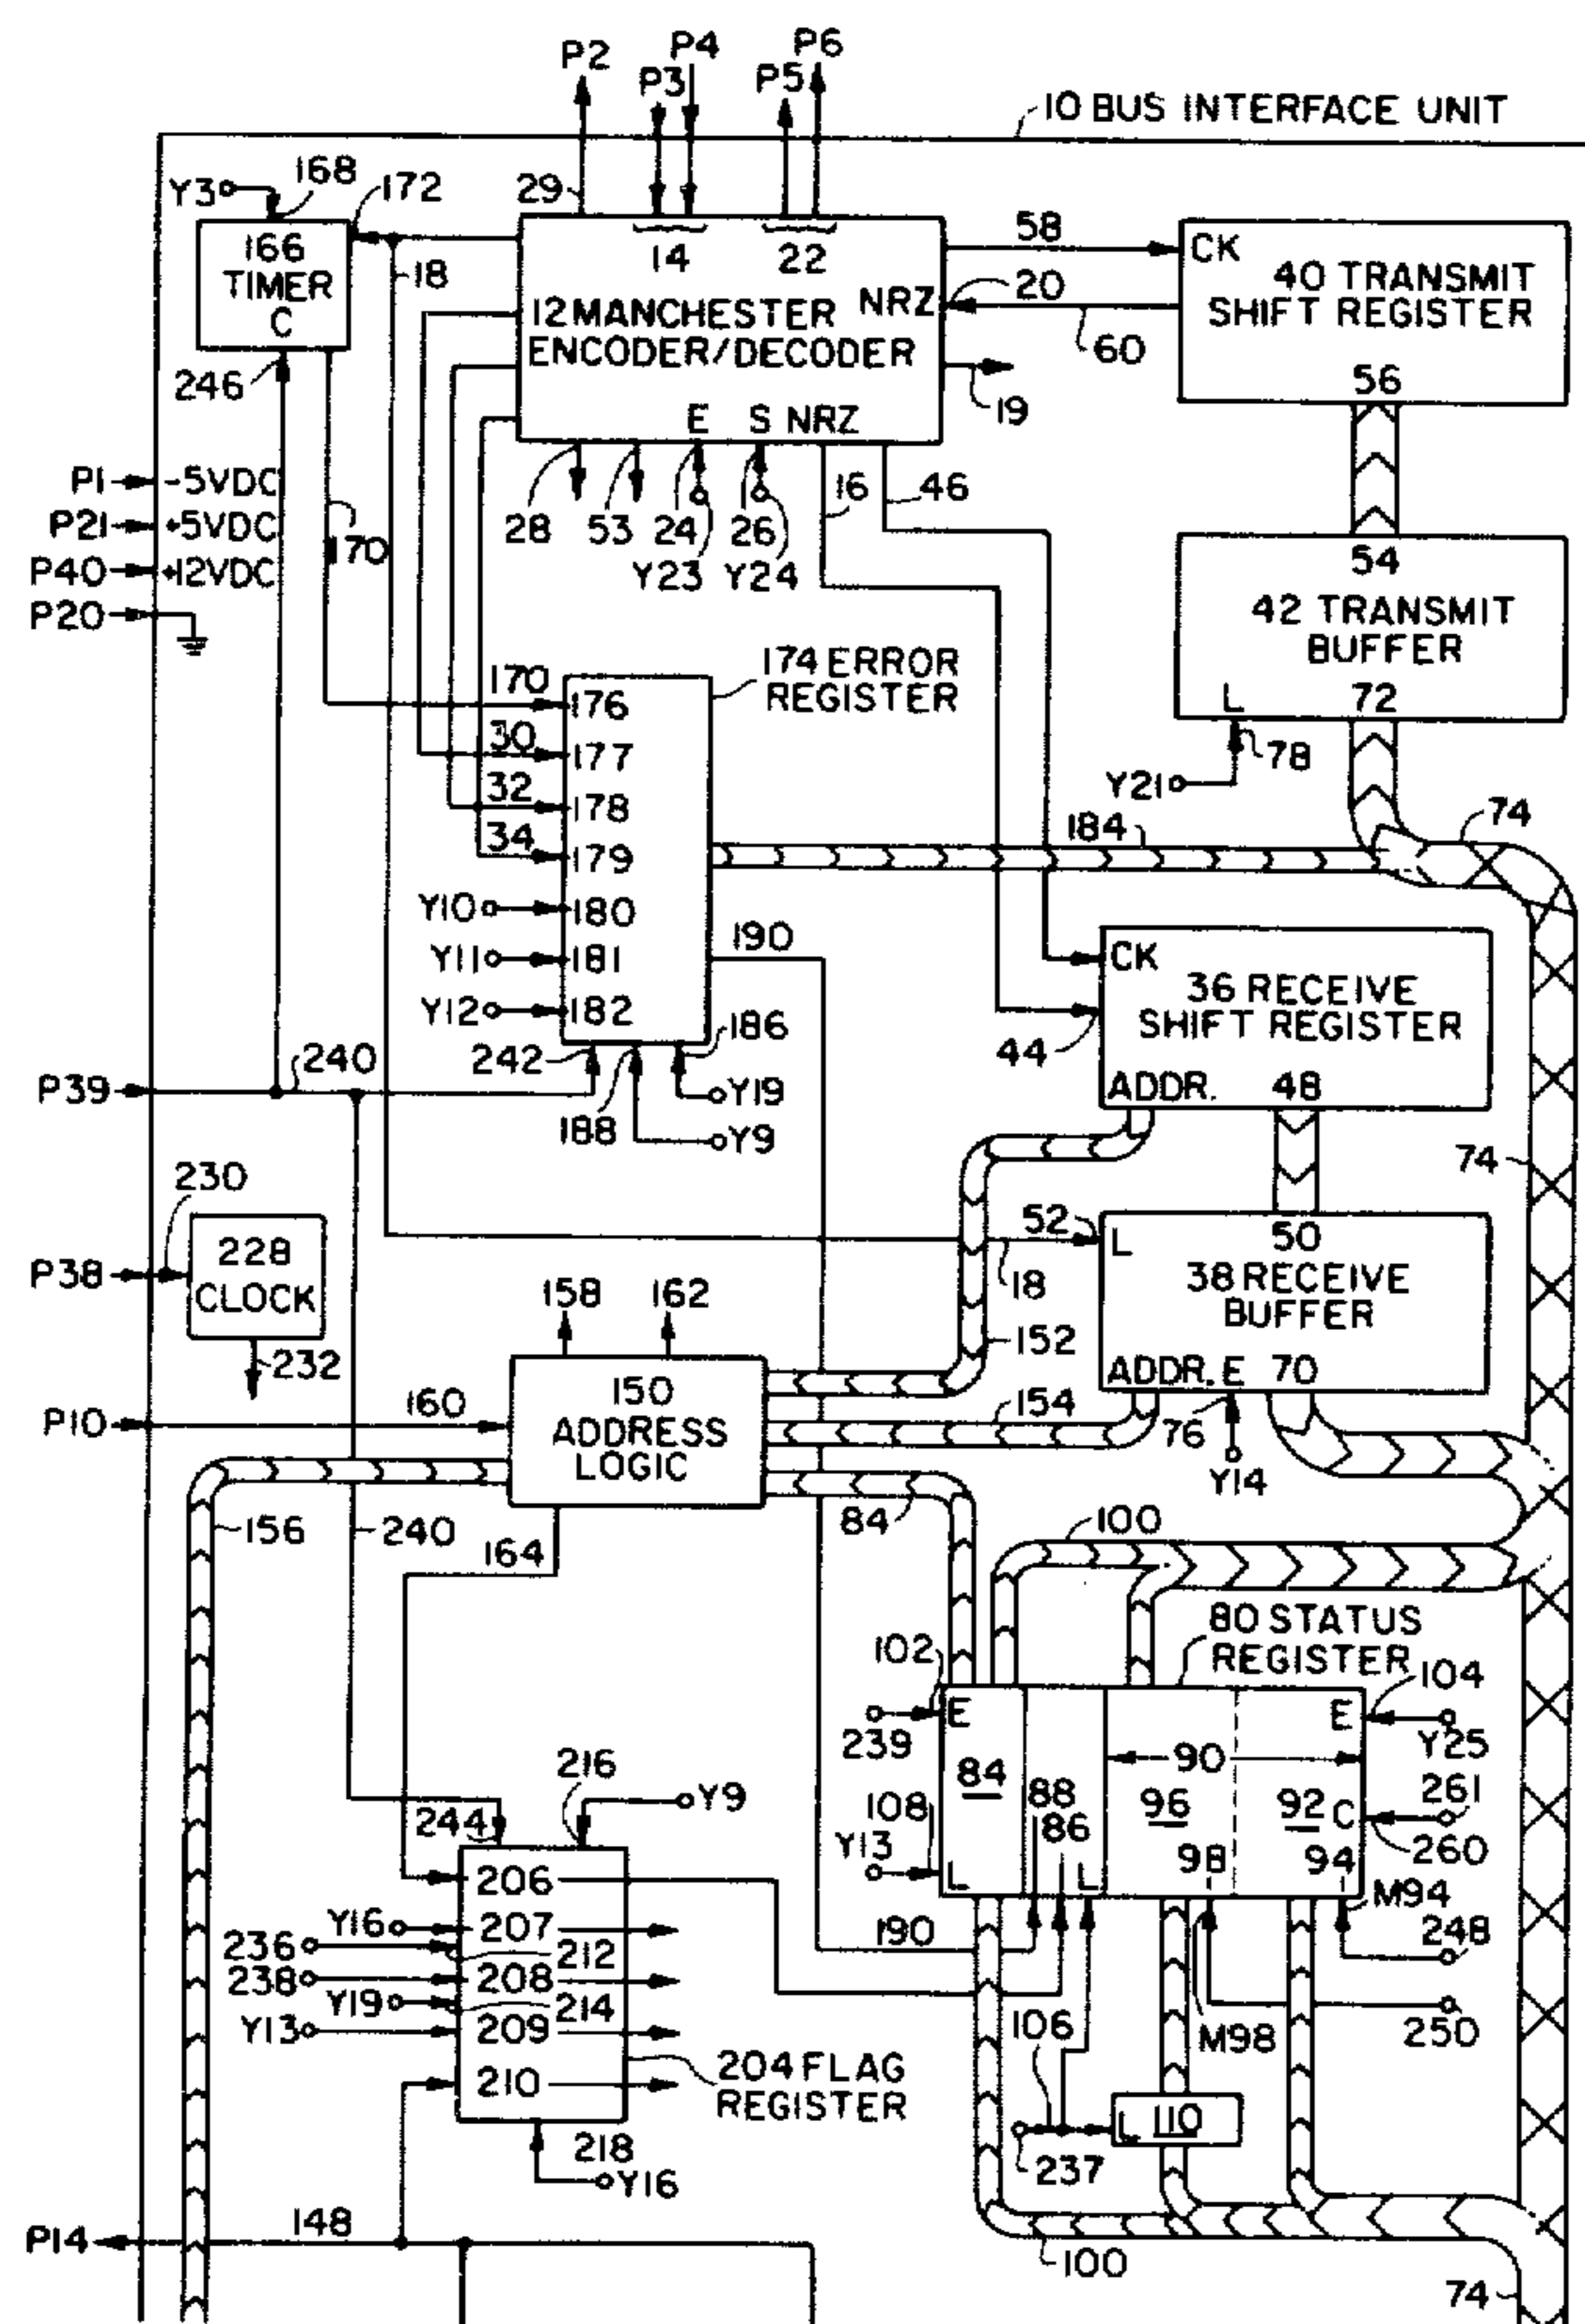 P2
P3
P4
P5
P6
10 BUS INTERFACE UNIT
Y3
168
172
29
166
TIMER
C
18
14
22
58
CK
40 TRANSMIT
SHIFT REGISTER
NRZ
20
60
12 MANCHESTER
ENCODER/DECODER
19
56
246
E S NRZ
P1
-5VDC
P21
+5VDC
P40
+12VDC
P20
170
28
53
24
26
Y23
Y24
16
46
54
42 TRANSMIT
BUFFER
L
72
78
Y21
174 ERROR
REGISTER
170
176
30
177
32
178
34
179
Y10
180
Y11
181
Y12
182
184
74
190
CK
36 RECEIVE
SHIFT REGISTER
44
ADDR.
48
186
242
240
P39
188
Y19
Y9
74
230
P38
228
CLOCK
232
52
L
50
38 RECEIVE
BUFFER
18
158
162
152
ADDR. E 70
P10
160
150
ADDRESS
LOGIC
154
76
Y14
156
240
164
84
100
80 STATUS
REGISTER
102
104
E
E
239
Y25
84
90
261
216
Y9
88
96
92
C
108
86
260
244
Y13
98
94
L
L
M94
206
Y16
207
190
248
236
212
238
208
Y19
214
Y13
209
106
M98
250
210
204 FLAG
REGISTER
L 110
218
237
Y16
148
P14
100
74